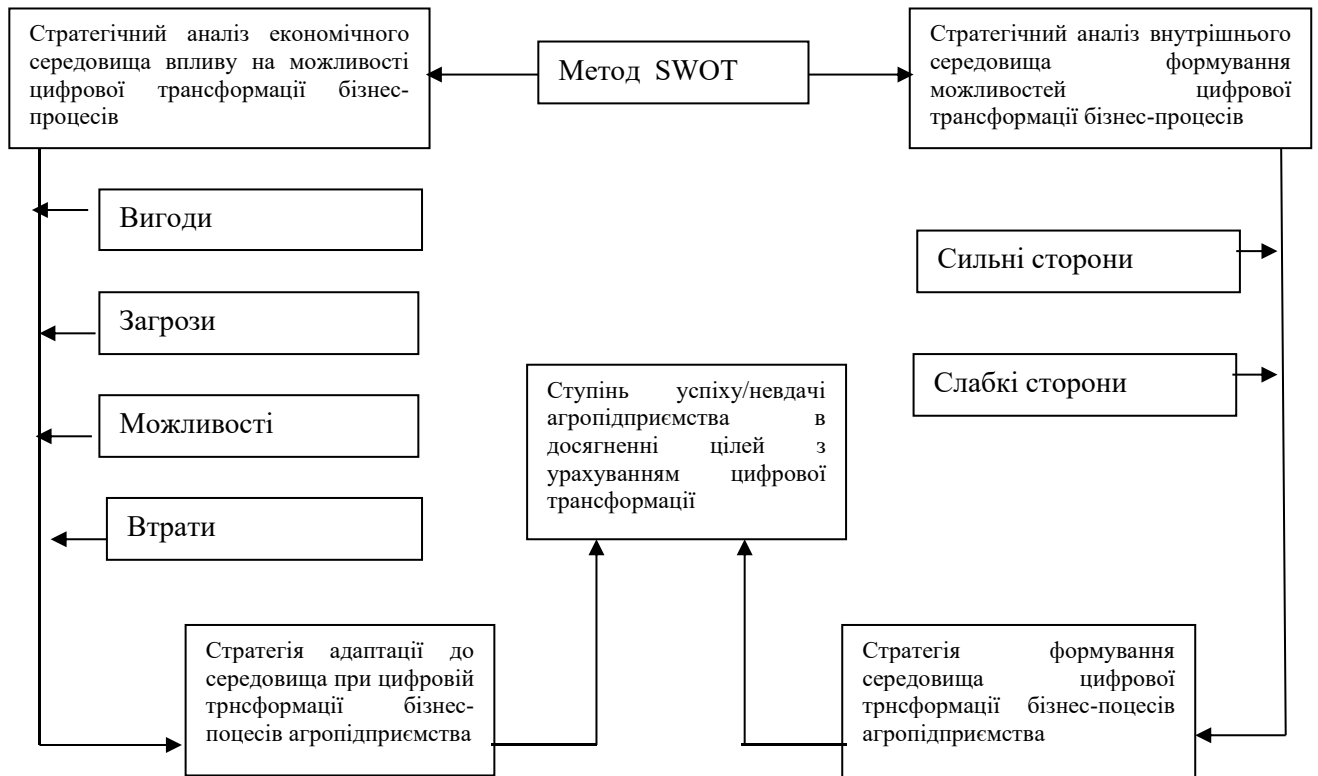 Стратегічний аналіз економічного
середовища впливу на можливості
цифрової трансформації бізнес-
процесів
Метод SWOT
Стратегічний аналіз внутрішнього
середовища формування
можливостей цифрової
трансформації бізнес-процесів
Вигоди
Загрози
Можливості
Втрати
Сильні сторони
Слабкі сторони
Ступінь успіху/невдачі
агропідприємства в
досягненні цілей з
урахуванням цифрової
трансформації
Стратегія адаптації до
середовища при цифровій
трнсформації бізнес-
поцесів агропідприємства
Стратегія формування
середовища цифрової
трнсформації бізнес-поцесів
агропідприємства